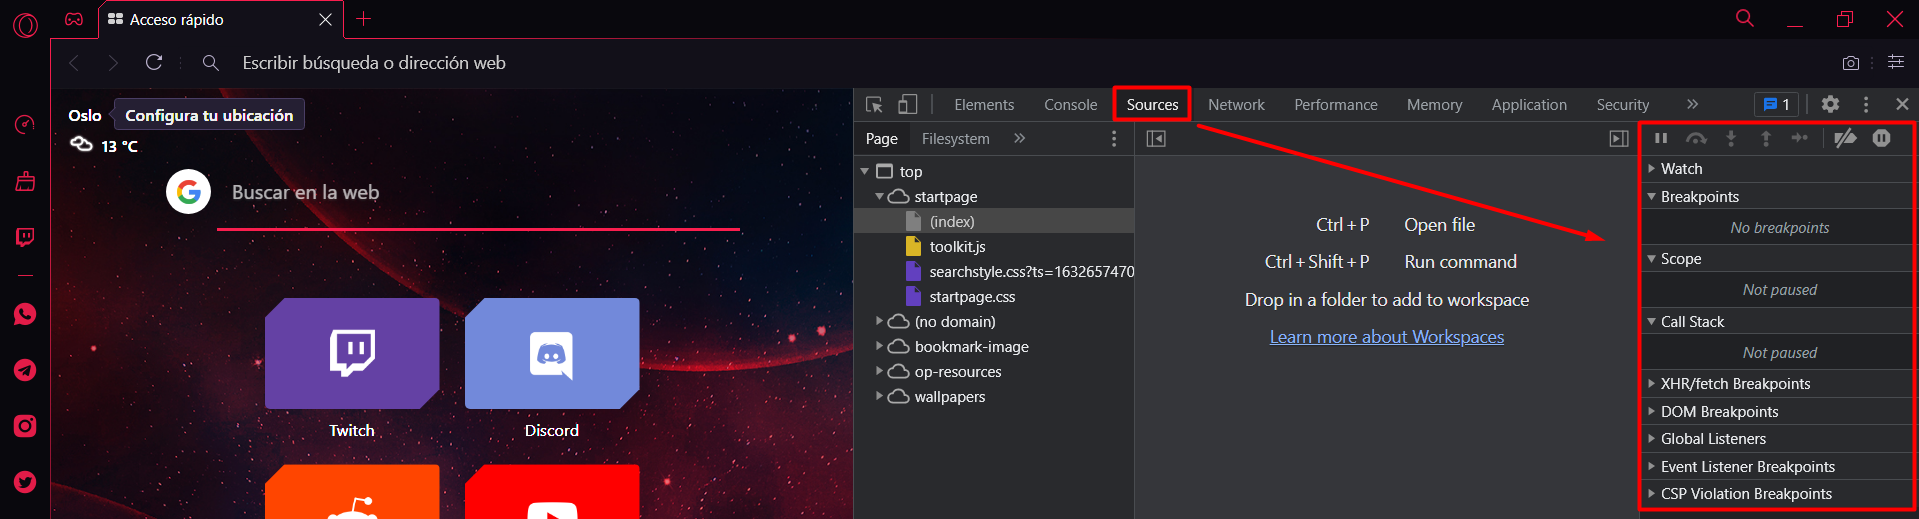 Acceso rápido
Escribir búsqueda o dirección web
Oslo Configura tu ubicación
13 °C
Buscar en la web
Twitch Discord
Elements Console Sources Network Performance Memory Application Security » 1
Page Filesystem »
top
startpage
(index)
toolkit.js
searchstyle.css?ts=1632657470
startpage.css
(no domain)
bookmark-image
op-resources
wallpapers
Ctrl + P Open file
Ctrl + Shift + P Run command
Drop in a folder to add to workspace
Learn more about Workspaces
Watch
Breakpoints
No breakpoints
Scope
Not paused
Call Stack
Not paused
XHR/fetch Breakpoints
DOM Breakpoints
Global Listeners
Event Listener Breakpoints
CSP Violation Breakpoints